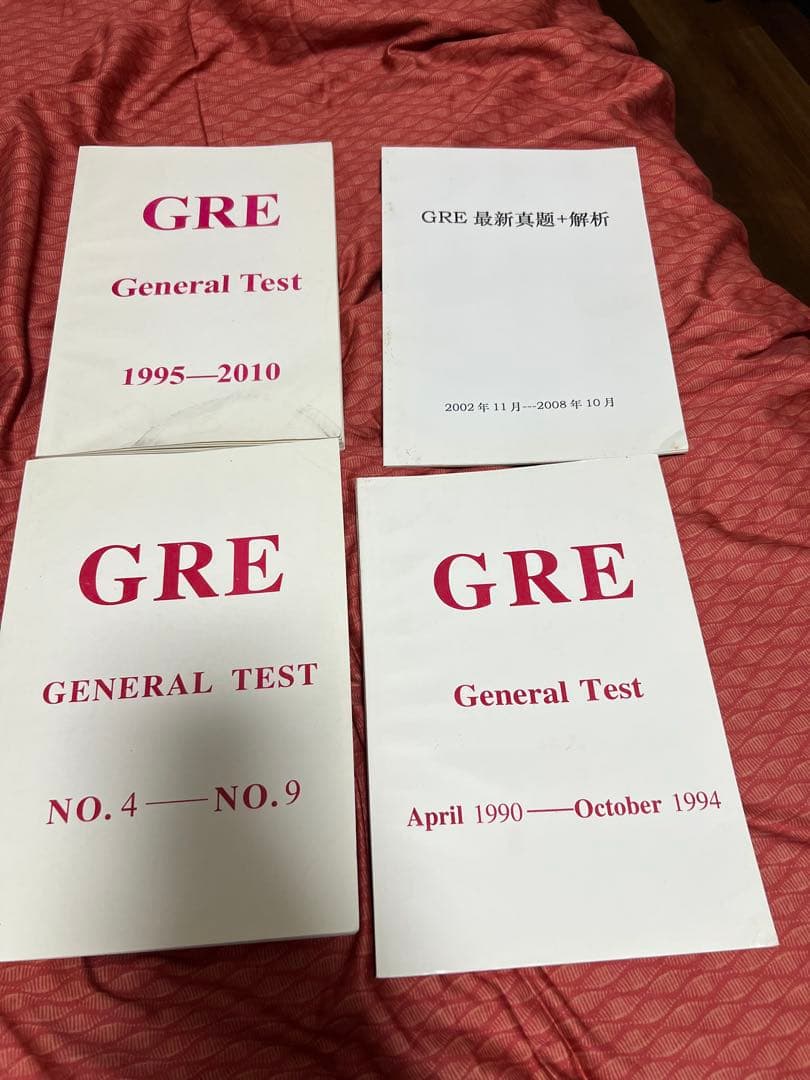 GRE
General Test
1995—2010
GRE 最新真题+解析
2002 年 11 月---2008 年 10 月
GRE
GENERAL TEST
NO. 4 —— NO. 9
GRE
General Test
April 1990——October 1994